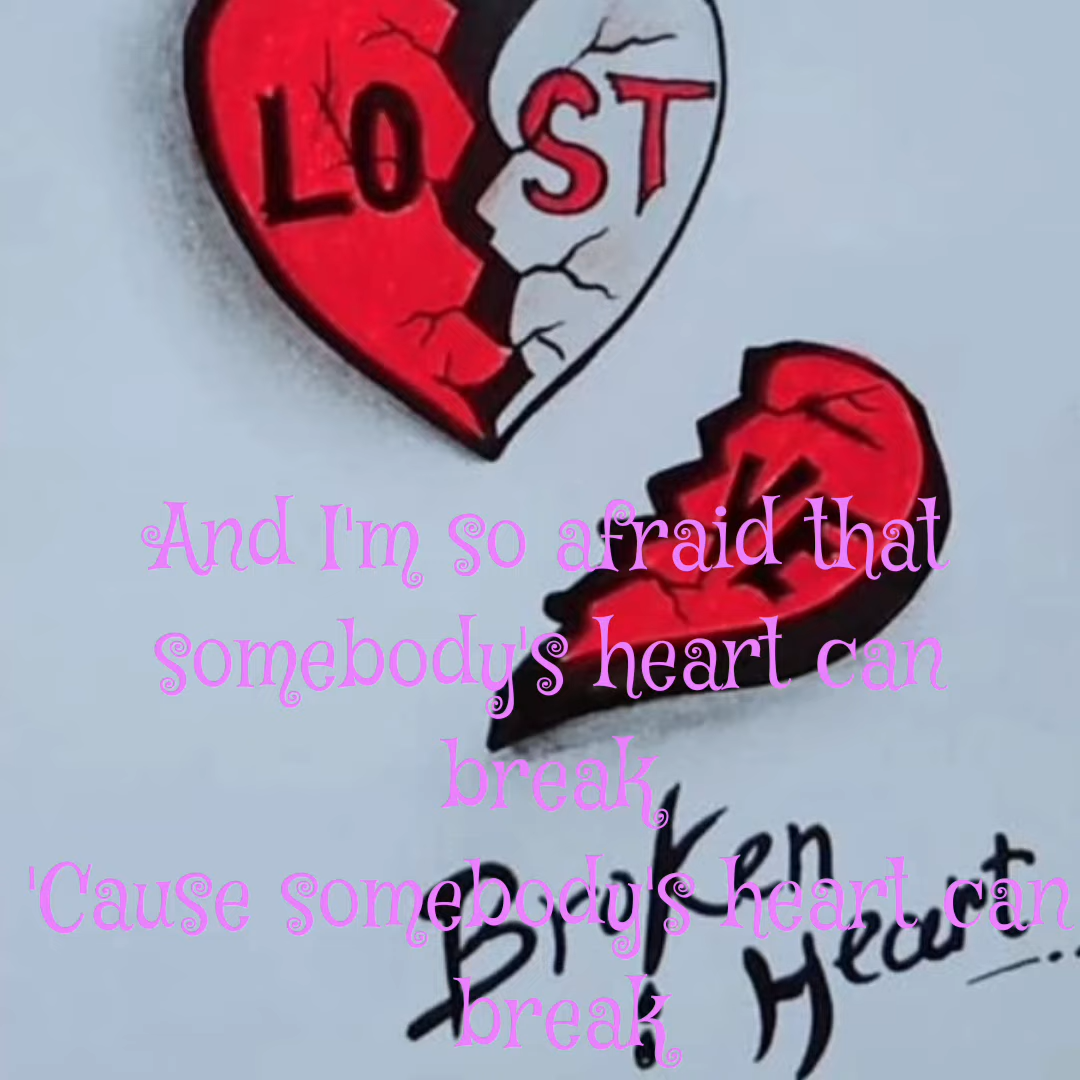 LOST
And I'm so afraid that
somebody's heart can
break
'Cause somebody's heart can
break
Broken
Heart...